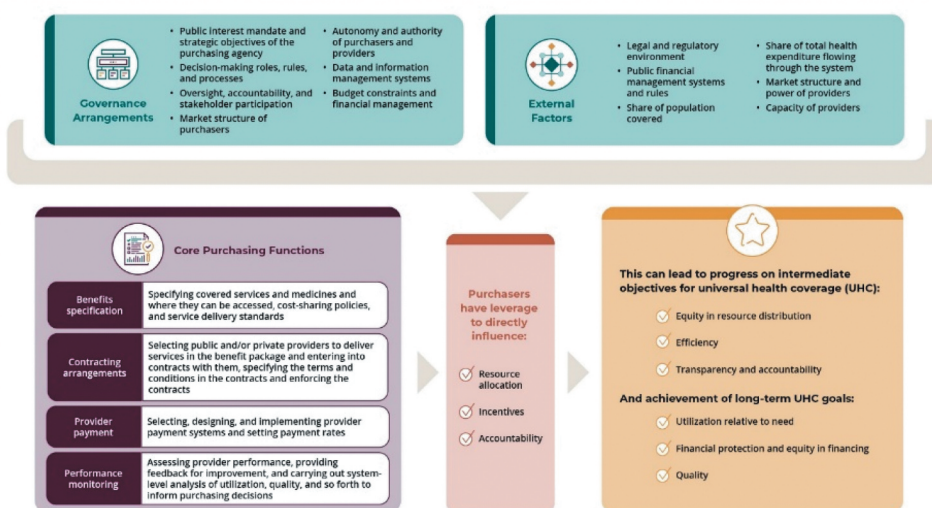 Governance
Arrangements
• Public interest mandate and
strategic objectives of the
purchasing agency
• Decision-making roles, rules,
and processes
• Oversight, accountability, and
stakeholder participation
• Market structure of
purchasers
• Autonomy and authority
of purchasers and
providers
• Data and information
management systems
• Budget constraints and
financial management
External
Factors
• Legal and regulatory
environment
• Public financial
management systems
and rules
• Share of population
covered
• Share of total health
expenditure flowing
through the system
• Market structure and
power of providers
• Capacity of providers
Core Purchasing Functions
Benefits
specification
Specifying covered services and medicines and
where they can be accessed, cost-sharing policies,
and service delivery standards
Contracting
arrangements
Selecting public and/or private providers to deliver
services in the benefit package and entering into
contracts with them, specifying the terms and
conditions in the contracts and enforcing the
contracts
Provider
payment
Selecting, designing, and implementing provider
payment systems and setting payment rates
Performance
monitoring
Assessing provider performance, providing
feedback for improvement, and carrying out system-
level analysis of utilization, quality, and so forth to
inform purchasing decisions
Purchasers
have leverage
to directly
influence:
Resource
allocation
Incentives
Accountability
This can lead to progress on intermediate
objectives for universal health coverage (UHC):
Equity in resource distribution
Efficiency
Transparency and accountability
And achievement of long-term UHC goals:
Utilization relative to need
Financial protection and equity in financing
Quality